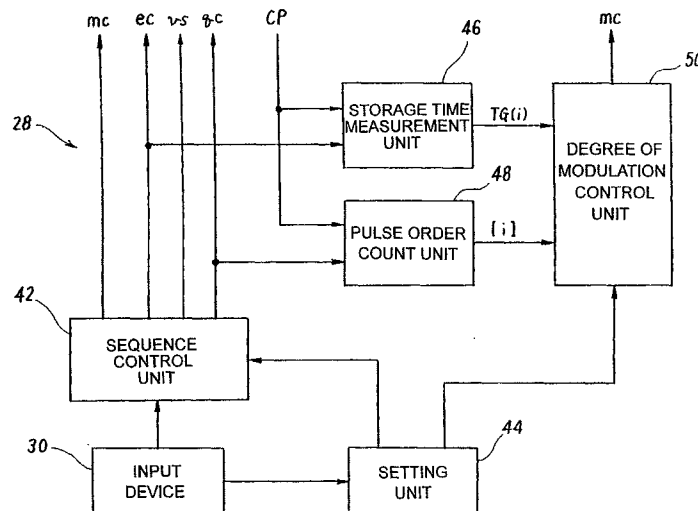 mc ec vs qc CP mc
46
50
28
STORAGE TIME
MEASUREMENT
UNIT
TG(i)
DEGREE OF
MODULATION
CONTROL
UNIT
48
PULSE ORDER
COUNT UNIT
[i]
42
SEQUENCE
CONTROL
UNIT
30
INPUT
DEVICE
44
SETTING
UNIT